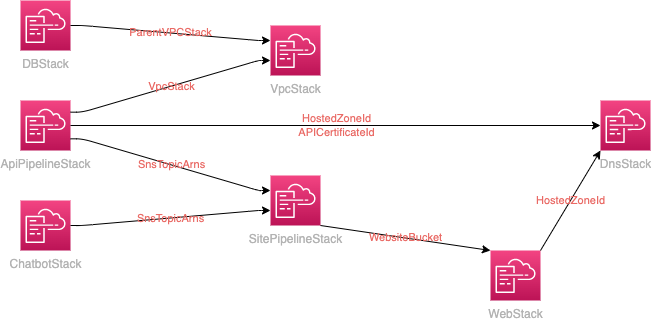 ParentVPCStack
DBStack
VpcStack
VpcStack
HostedZoneId
APICertificateId
ApiPipelineStack
SnsTopicArns
DnsStack
HostedZoneId
SnsTopicArns
SitePipelineStack
WebsiteBucket
ChatbotStack
WebStack